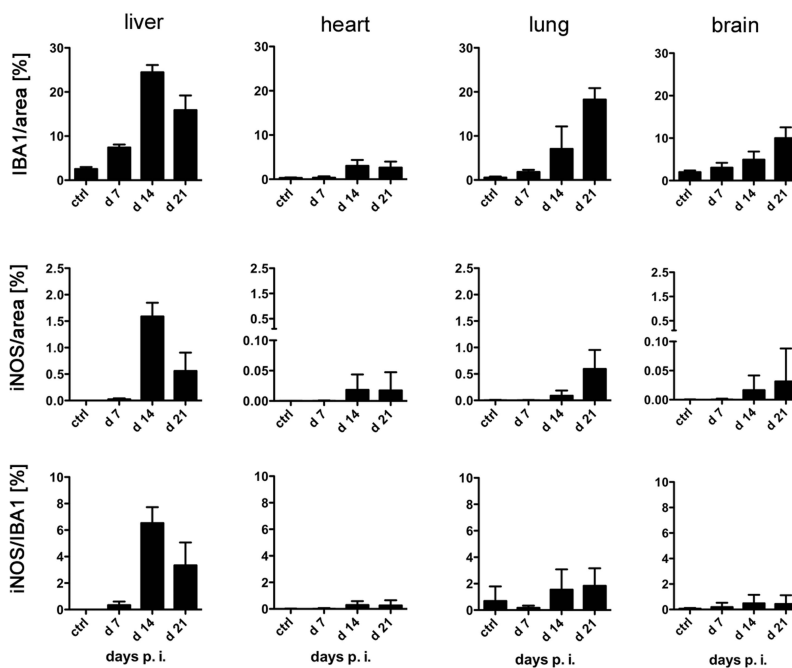 liver heart lung brain
IBA1/area [%]
30 30 30 30
20 20 20 20
10 10 10 10
0 0 0 0
ctrl d 7 d 14 d 21 ctrl d 7 d 14 d 21 ctrl d 7 d 14 d 21 ctrl d 7 d 14 d 21
iNOS/area [%]
2.5 2.5 2.5 2.5
2.0 1.5 2.0 1.5
1.5 0.5 1.5 0.5
1.0 0.10 1.0 0.10
0.5 0.05 0.5 0.05
0.0 0.00 0.0 0.00
ctrl d 7 d 14 d 21 ctrl d 7 d 14 d 21 ctrl d 7 d 14 d 21 ctrl d 7 d 14 d 21
iNOS/IBA1 [%]
10 10 10 10
8 8 8 8
6 6 6 6
4 4 4 4
2 2 2 2
0 0 0 0
ctrl d 7 d 14 d 21 ctrl d 7 d 14 d 21 ctrl d 7 d 14 d 21 ctrl d 7 d 14 d 21
days p. i. days p. i. days p. i. days p. i.